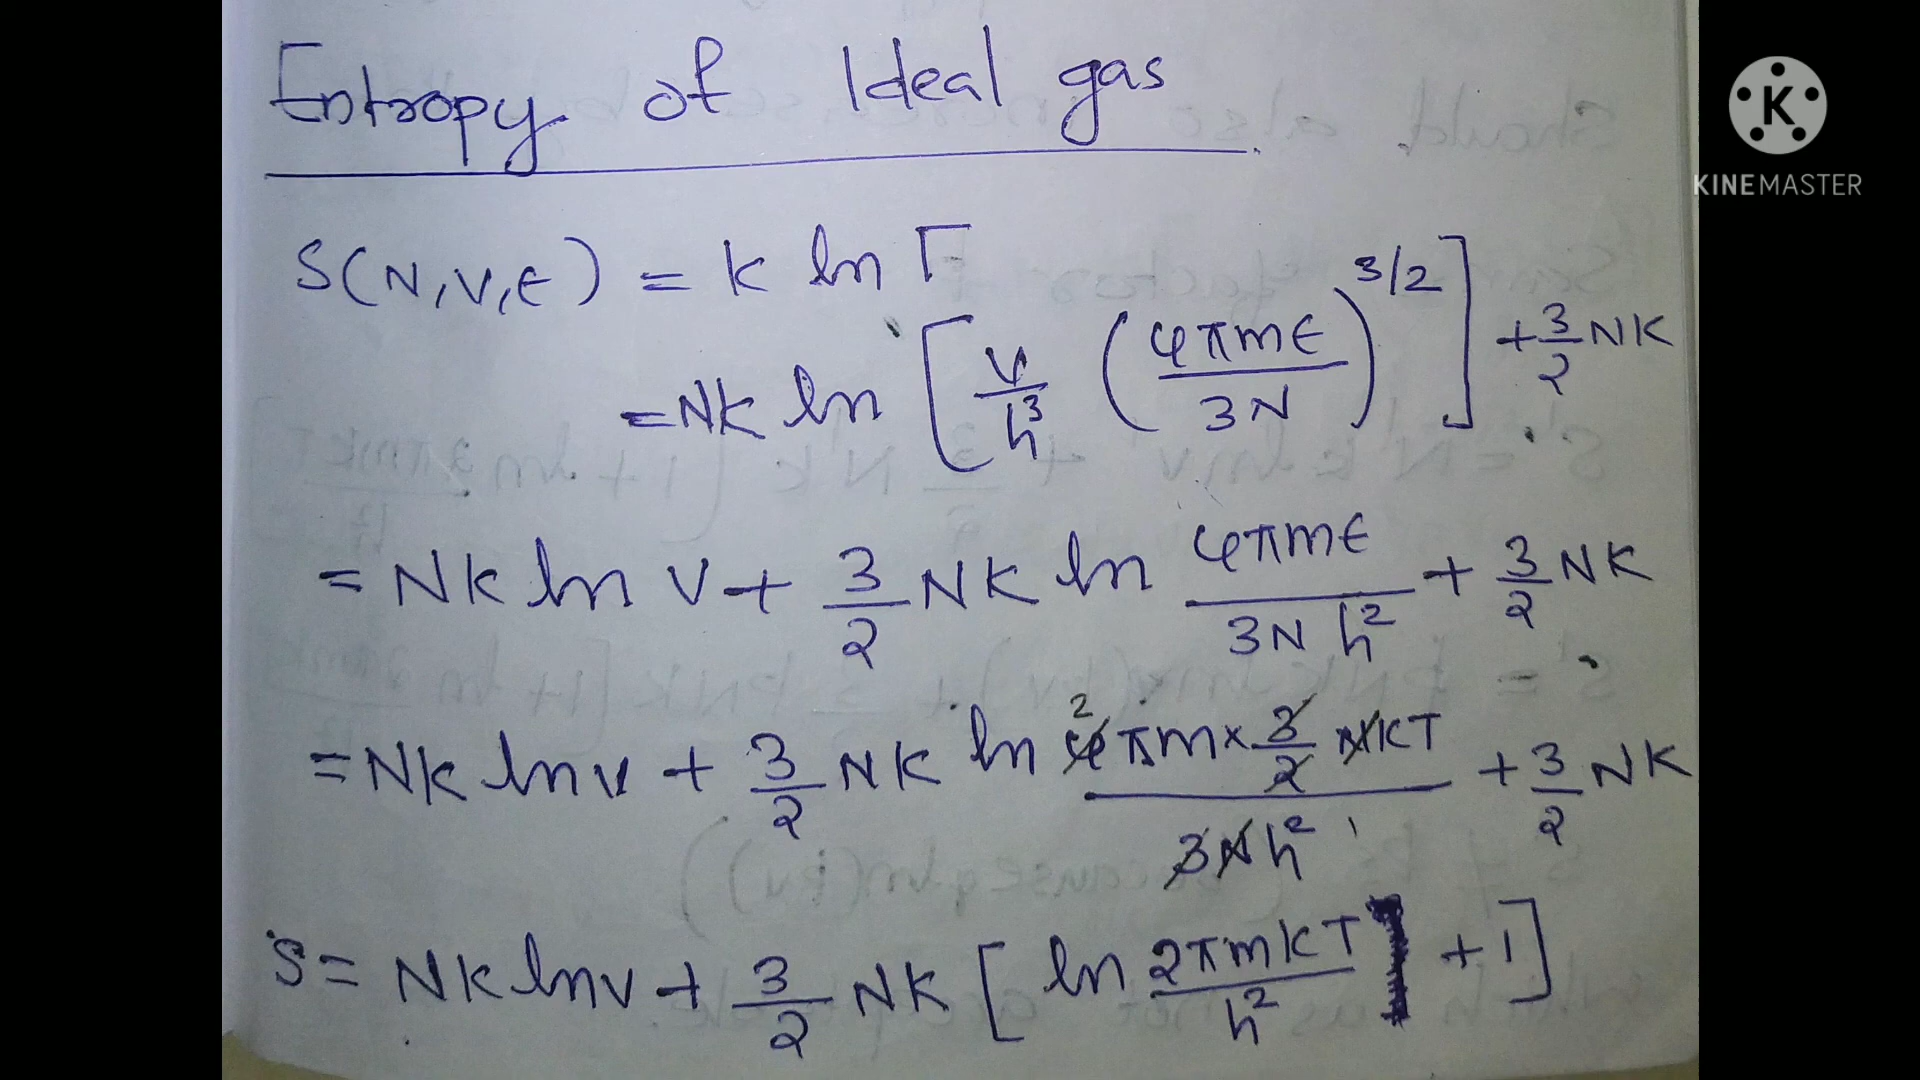 Entropy of Ideal gas
KINEMASTER
S(N,V,E) = K ln Γ
=NK ln [V/h³ (4πmE/3N)^3/2] + 3/2 NK
= NK ln V + 3/2 NK ln 4πmE/3N h² + 3/2 NK
= NK ln V + 3/2 NK ln 4πm × 3/2 NKT/3N h² + 3/2 NK
S = NK ln V + 3/2 NK [ln 2πmKT/h² + 1]